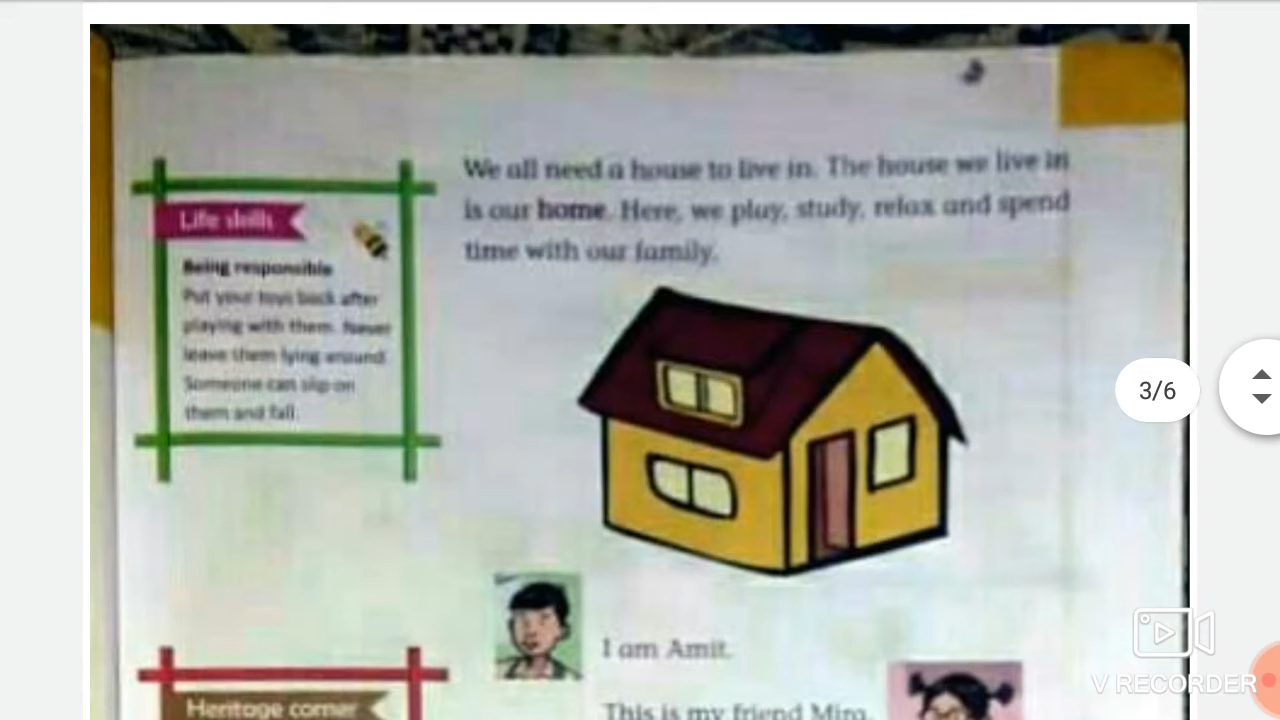 We all need a house to live in. The house we live in
is our home. Here, we play, study, relax and spend
time with our family.
Life skills
Being responsible
Put your toys back after
playing with them. Never
leave them lying around.
Someone can slip on
them and fall.
3/6
I am Amit.
This is my friend Mira.
Heritage corner
V RECORDER